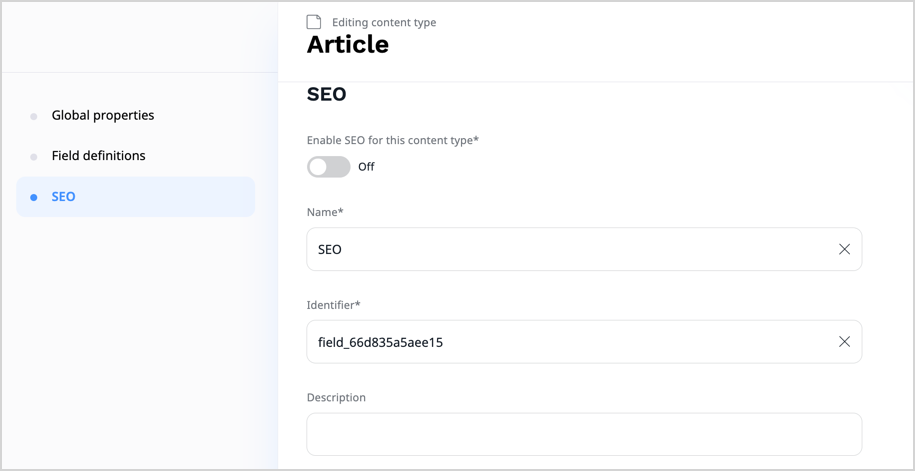 Editing content type
Article
Global properties
Field definitions
SEO
SEO
Enable SEO for this content type*
Off
Name*
SEO
Identifier*
field_66d835a5aee15
Description